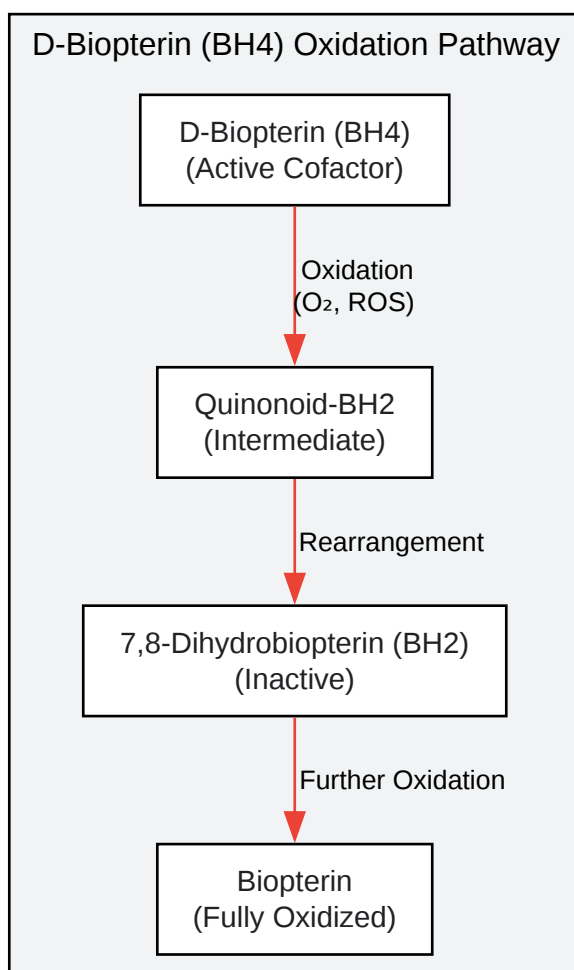 D-Biopterin (BH4) Oxidation Pathway
D-Biopterin (BH4)
(Active Cofactor)
Oxidation
(O₂, ROS)
Quinonoid-BH2
(Intermediate)
Rearrangement
7,8-Dihydrobiopterin (BH2)
(Inactive)
Further Oxidation
Biopterin
(Fully Oxidized)